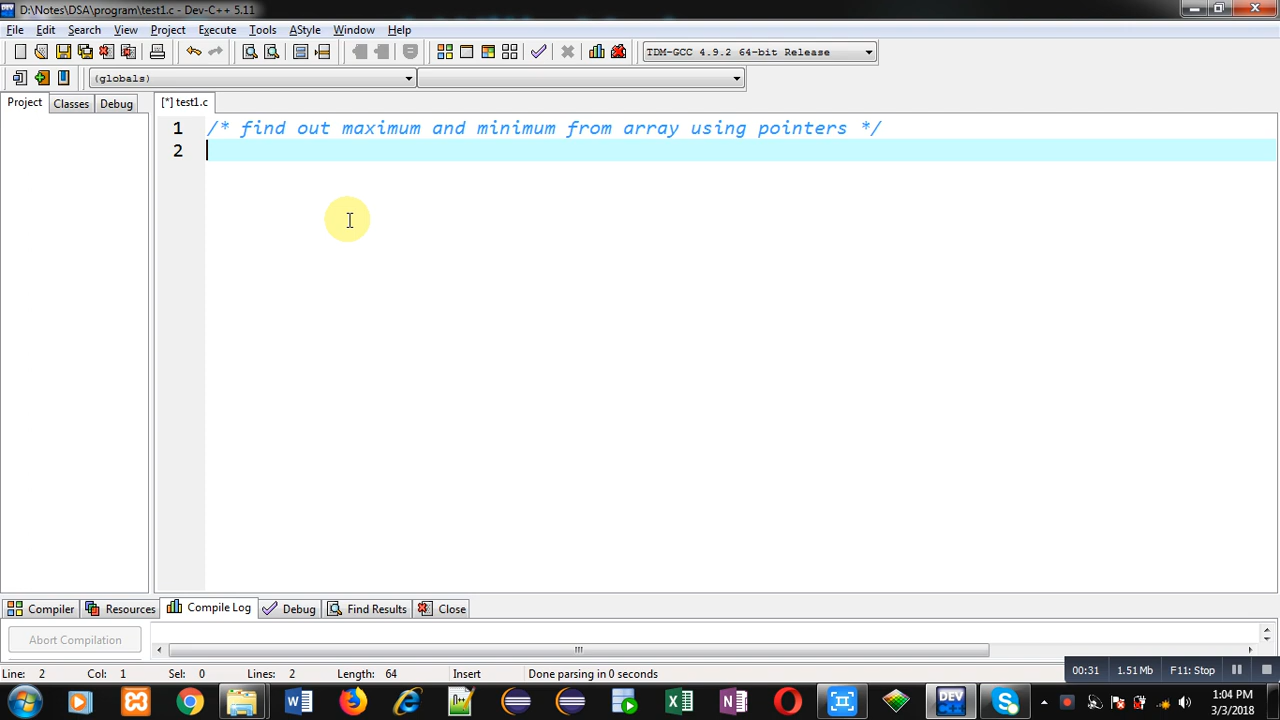 D:\Notes\DSA\program\test1.c - Dev-C++ 5.11
File Edit Search View Project Execute Tools AStyle Window Help
TDM-GCC 4.9.2 64-bit Release
(globals)
Project Classes Debug
[*] test1.c
1 /* find out maximum and minimum from array using pointers */
2
Compiler Resources Compile Log Debug Find Results Close
Abort Compilation
Line: 2 Col: 1 Sel: 0 Lines: 2 Length: 64 Insert Done parsing in 0 seconds
00:31 1.51 Mb F11: Stop
DEV
1:04 PM
3/3/2018